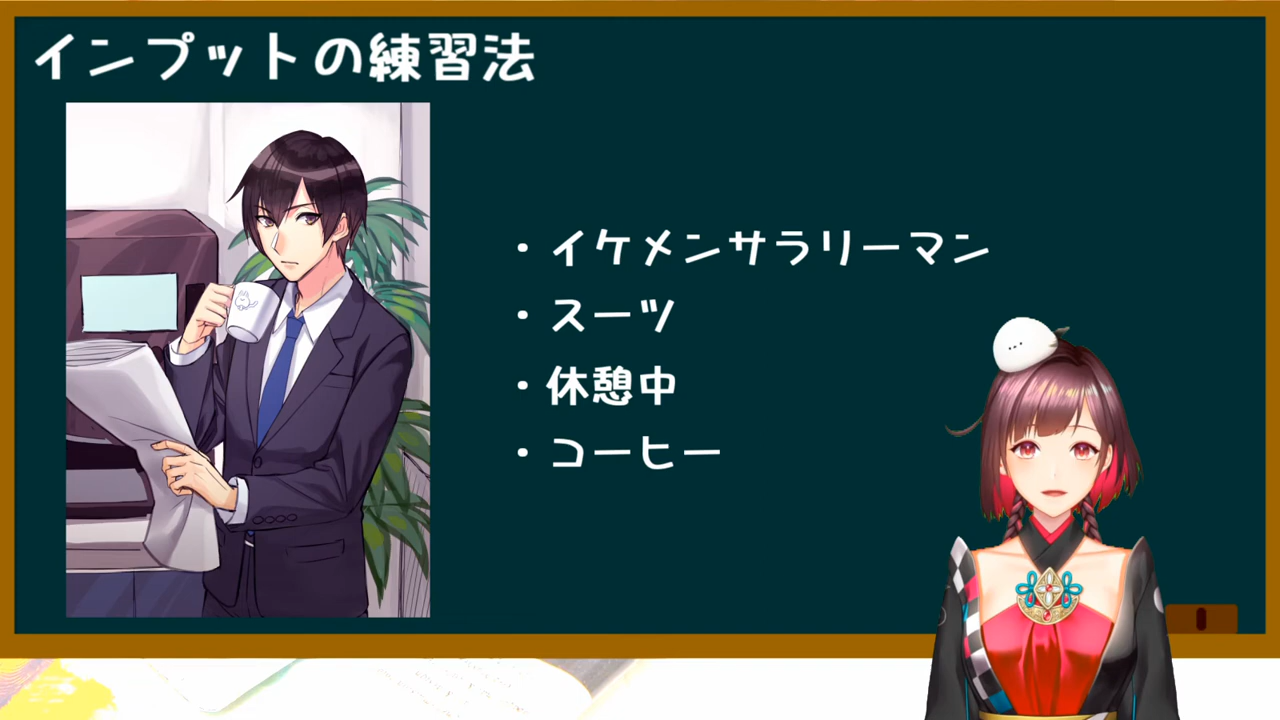 インプットの練習法
・イケメンサラリーマン
・スーツ
・休憩中
・コーヒー